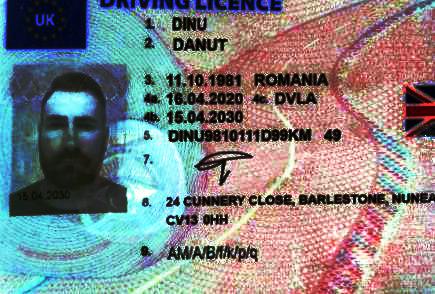 DRIVING LICENCE
UK
1. DINU
2. DANUT
3. 11.10.1981 ROMANIA
4a. 16.04.2020 4c. DVLA
4b. 15.04.2030
5. DINU9810111D99KM 49
7.
15.04.2030
8. 24 CUNNERY CLOSE, BARLESTONE, NUNEA
CV13 0HH
9. AM/A/B/f/k/p/q